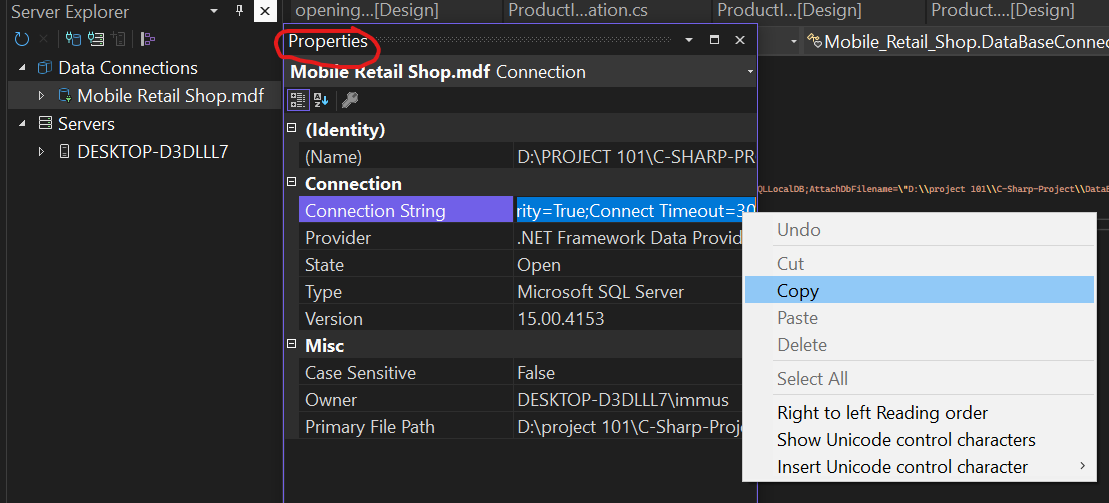 Server Explorer
opening...[Design]
ProductI...ation.cs
ProductI...[Design]
Product....[Design]
Properties
Mobile_Retail_Shop.DataBaseConne
Data Connections
Mobile Retail Shop.mdf
Servers
DESKTOP-D3DLLL7
Mobile Retail Shop.mdf Connection
(Identity)
(Name) D:\PROJECT 101\C-SHARP-PR
Connection
Connection String rity=True;Connect Timeout=30
Provider .NET Framework Data Provid
State Open
Type Microsoft SQL Server
Version 15.00.4153
Misc
Case Sensitive False
Owner DESKTOP-D3DLLL7\immus
Primary File Path D:\project 101\C-Sharp-Proj
QLLocalDB;AttachDbFilename=\"D:\\project 101\\C-Sharp-Project\\DataB
Undo
Cut
Copy
Paste
Delete
Select All
Right to left Reading order
Show Unicode control characters
Insert Unicode control character